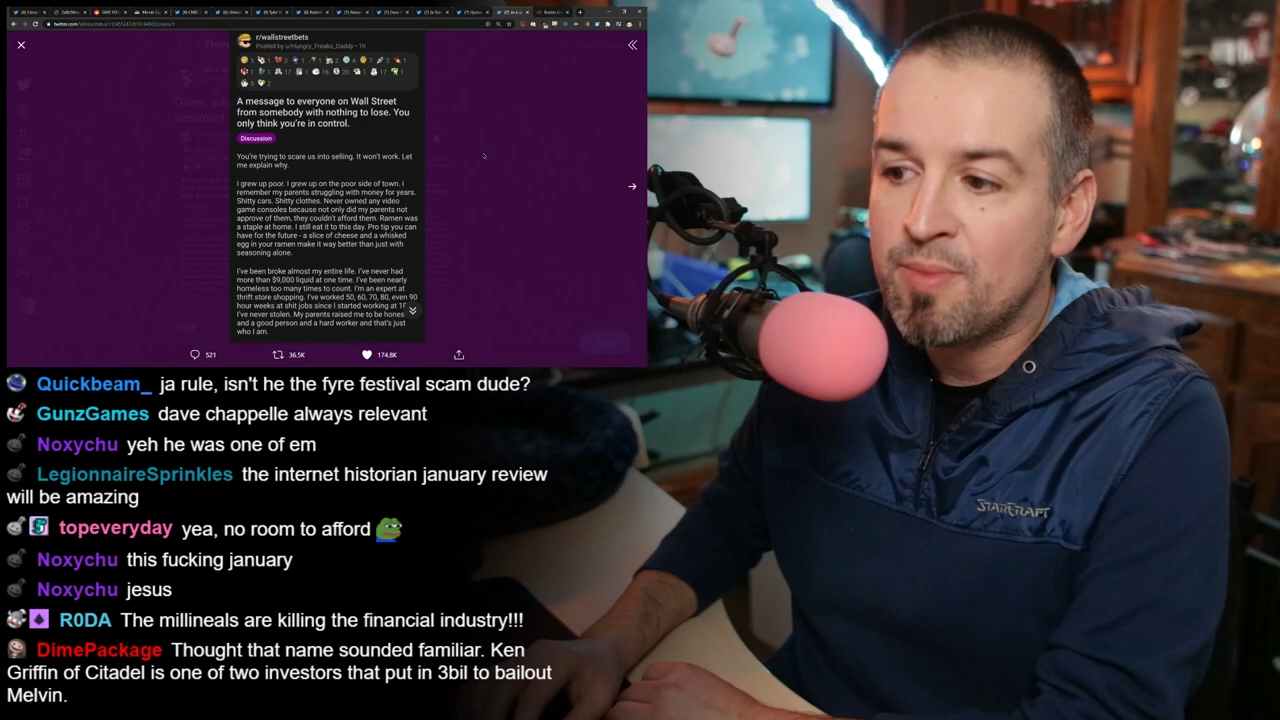 twitter.com/
r/wallstreetbets
Posted by u/Hungry_Freaks_Daddy • 1h
A message to everyone on Wall Street
from somebody with nothing to lose. You
only think you're in control.
Discussion
You're trying to scare us into selling. It won't work. Let
me explain why.
I grew up poor. I grew up on the poor side of town. I
remember my parents struggling with money for years.
Shitty cars. Shitty clothes. Never owned any video
game consoles because not only did my parents not
approve of them, they couldn't afford them. Ramen was
a staple at home. I still eat it to this day. Pro tip you can
have for the future - a slice of cheese and a whisked
egg in your ramen make it way better than just with
seasoning alone.
I've been broke almost my entire life. I've never had
more than $9,000 liquid at one time. I've been nearly
homeless too many times to count. I'm an expert at
thrift store shopping. I've worked 50, 60, 70, 80, even 90
hour weeks at shit jobs since I started working at
I've never stolen. My parents raised me to be
and a good person and a hard worker and that's just
who I am.
521 36.5K 174.8K
Quickbeam_ ja rule, isn't he the fyre festival scam dude?
GunzGames dave chappelle always relevant
Noxychu yeh he was one of em
LegionnaireSprinkles the internet historian january review
will be amazing
topeveryday yea, no room to afford
Noxychu this fucking january
Noxychu jesus
R0DA The millineals are killing the financial industry!!!
DimePackage Thought that name sounded familiar. Ken
Griffin of Citadel is one of two investors that put in 3bil to bailout
Melvin.
STARCRAFT